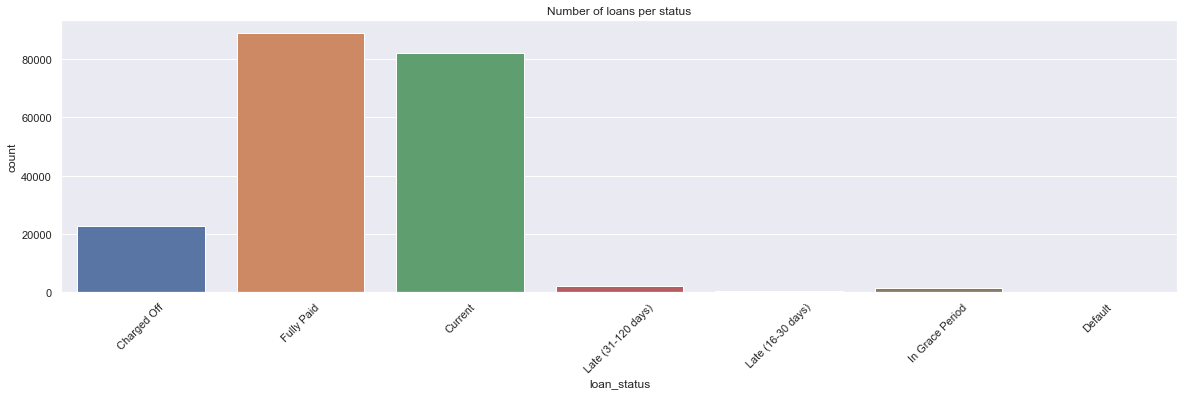 Number of loans per status
count
80000
60000
40000
20000
0
Charged Off
Fully Paid
Current
Late (31-120 days)
Late (16-30 days)
In Grace Period
Default
loan_status